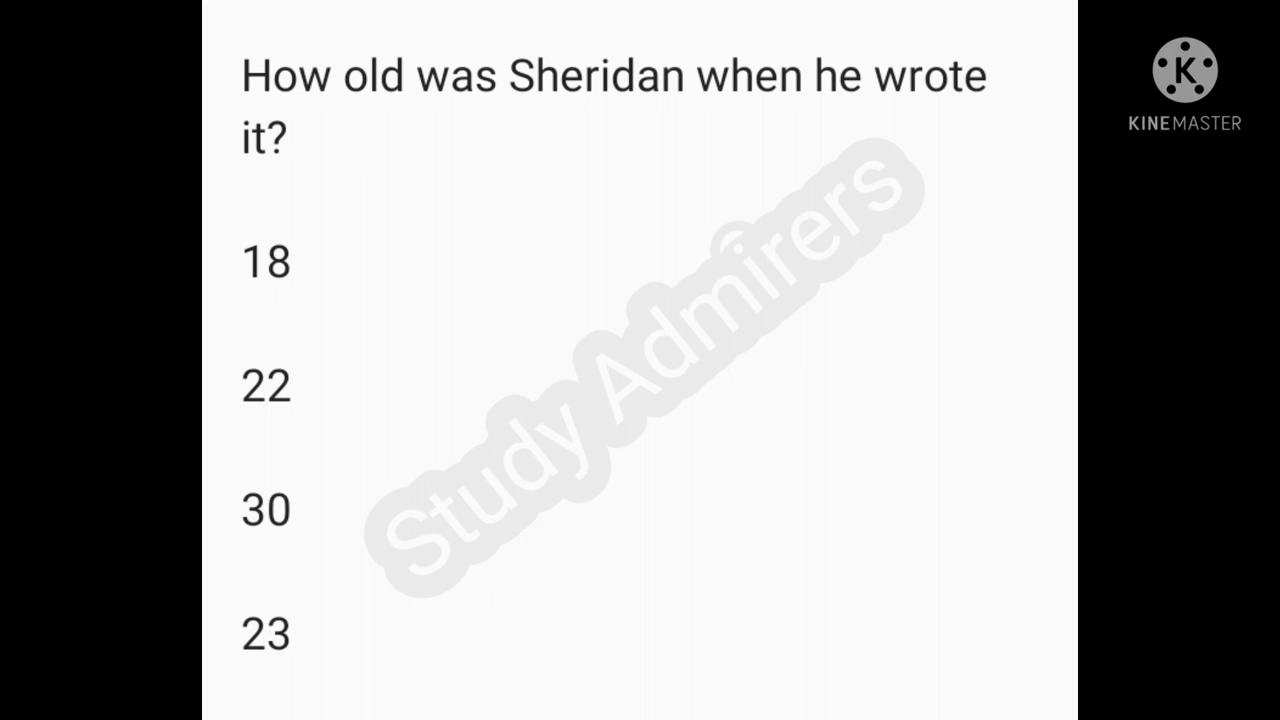 How old was Sheridan when he wrote
it?
18
22
30
23
Study Admirers
K
KINEMASTER